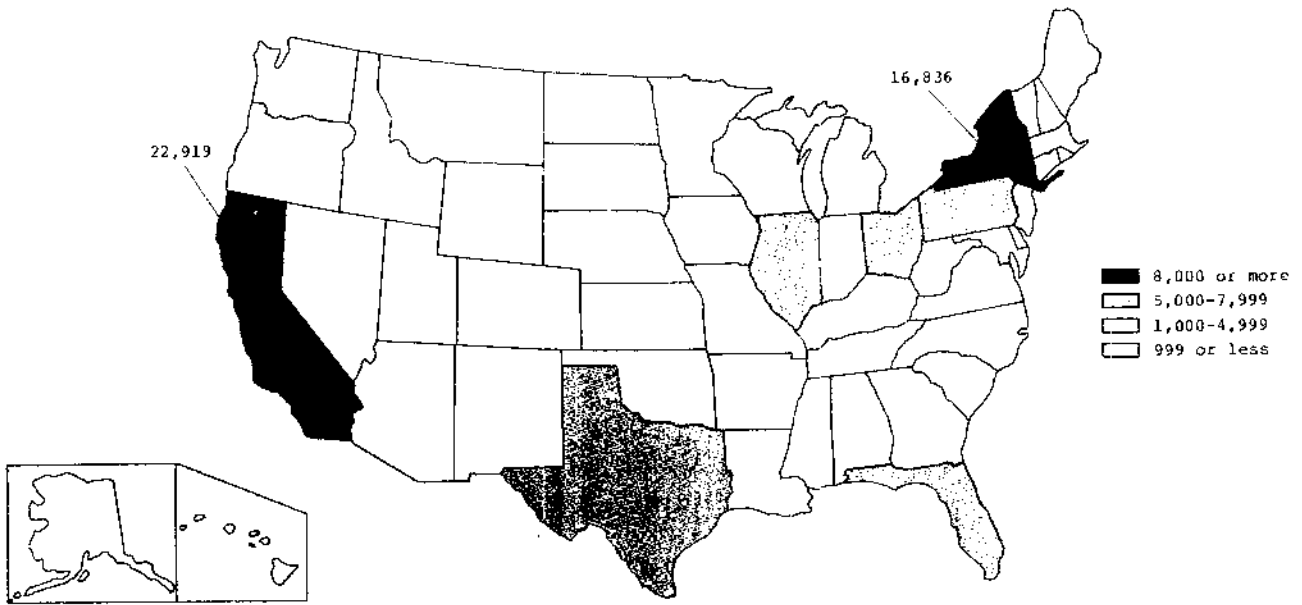 16,836
22,919
8,000 or more
5,000-7,999
1,000-4,999
999 or less